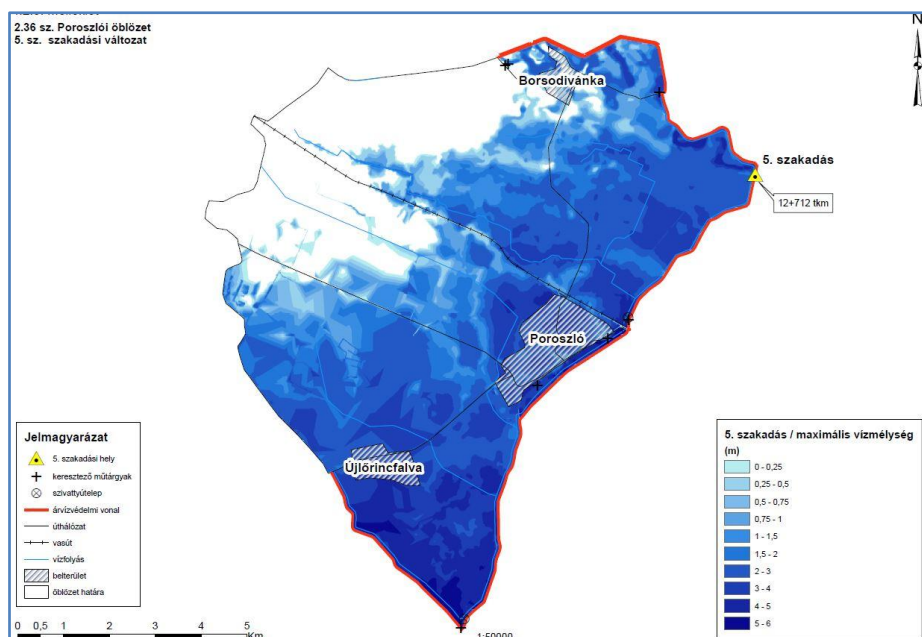 2.36 sz. Poroszlói öblözet
5. sz. szakadási változat
N
Borsodivánka
5. szakadás
12+712 tkm
Poroszló
Újlőrincfalva
Jelmagyarázat
5. szakadási hely
keresztező műtárgyak
szivattyútelep
árvízvédelmi vonal
úthálózat
vasút
vízfolyás
belterület
öblözet határa
0 0,5 1 2 3 4 5
Km
1:50000
5. szakadás / maximális vízmélység
(m)
0 - 0,25
0,25 - 0,5
0,5 - 0,75
0,75 - 1
1 - 1,5
1,5 - 2
2 - 3
3 - 4
4 - 5
5 - 6